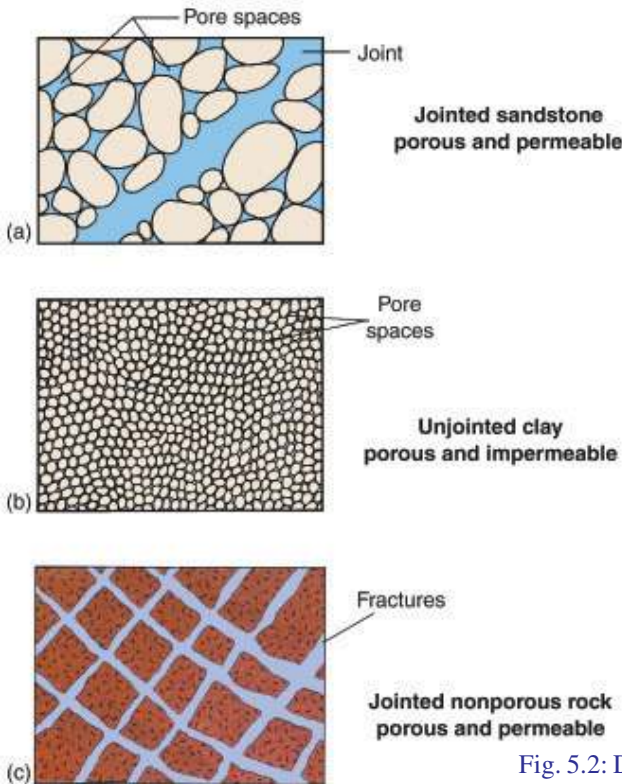 Pore spaces
Joint
Jointed sandstone
porous and permeable
(a)
Pore
spaces
Unjointed clay
porous and impermeable
(b)
Fractures
Jointed nonporous rock
porous and permeable
(c)
Fig. 5.2: D